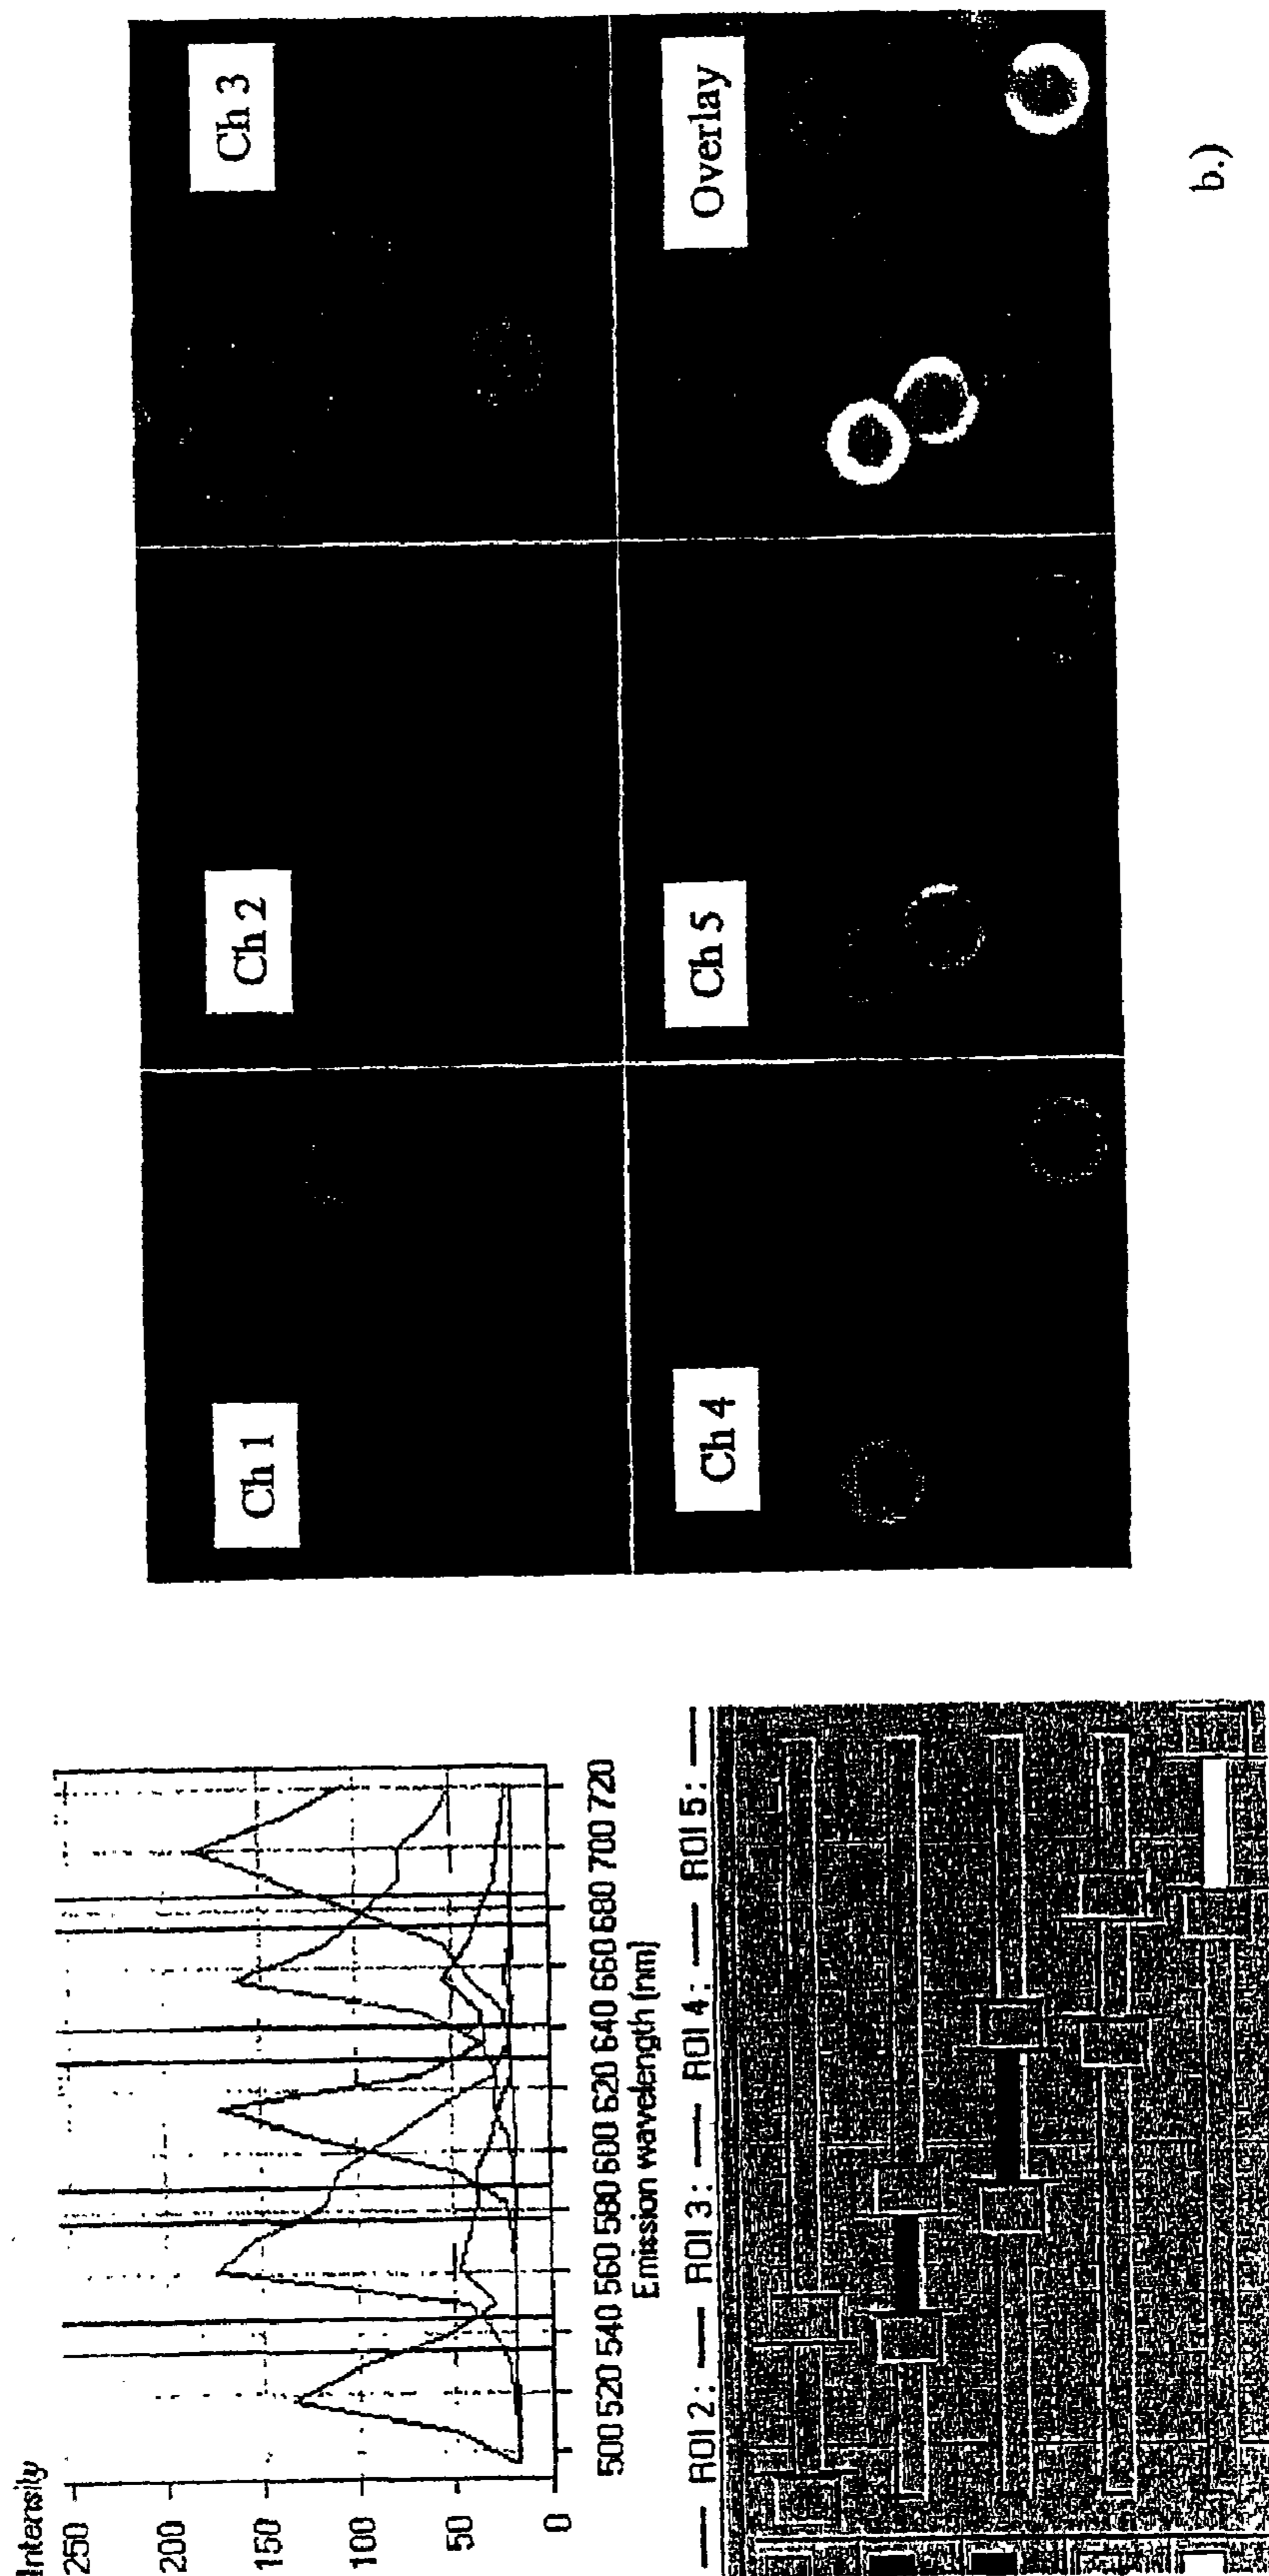 Intensity
250
200
150
100
50
0
500 520 540 560 580 600 620 640 660 680 700 720
Emission wavelength (nm)
ROI 2: ROI 3: ROI 4: ROI 5:
Ch 1
Ch 2
Ch 3
Ch 4
Ch 5
Overlay
b.)